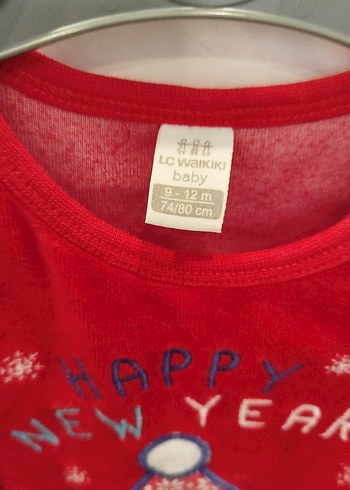 LC WAIKIKI
baby
9 - 12 m
74/80 cm
HAPPY
NEW YEAR